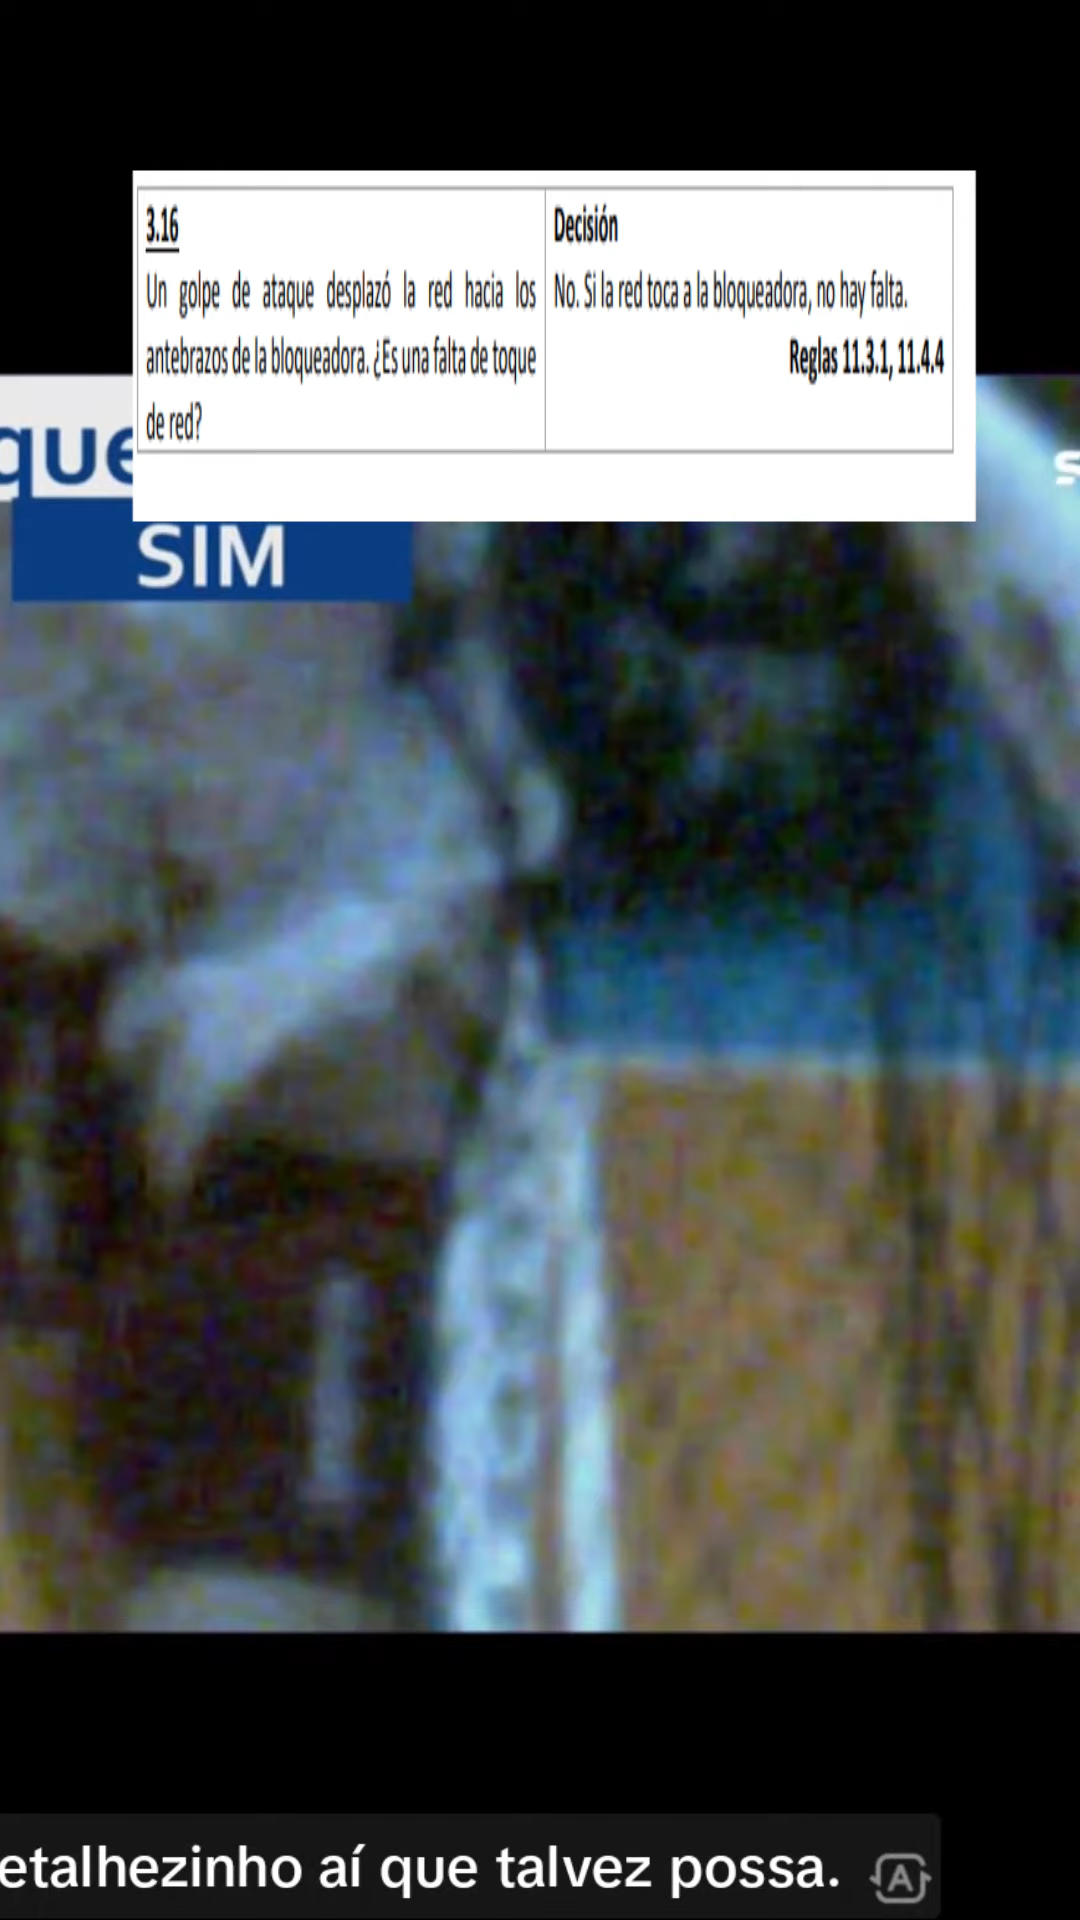 3.16
Un golpe de ataque desplazó la red hacia los
antebrazos de la bloqueadora. ¿Es una falta de toque
de red?
Decisión
No. Si la red toca a la bloqueadora, no hay falta.
Reglas 11.3.1, 11.4.4
que
SIM
etalhezinho aí que talvez possa.